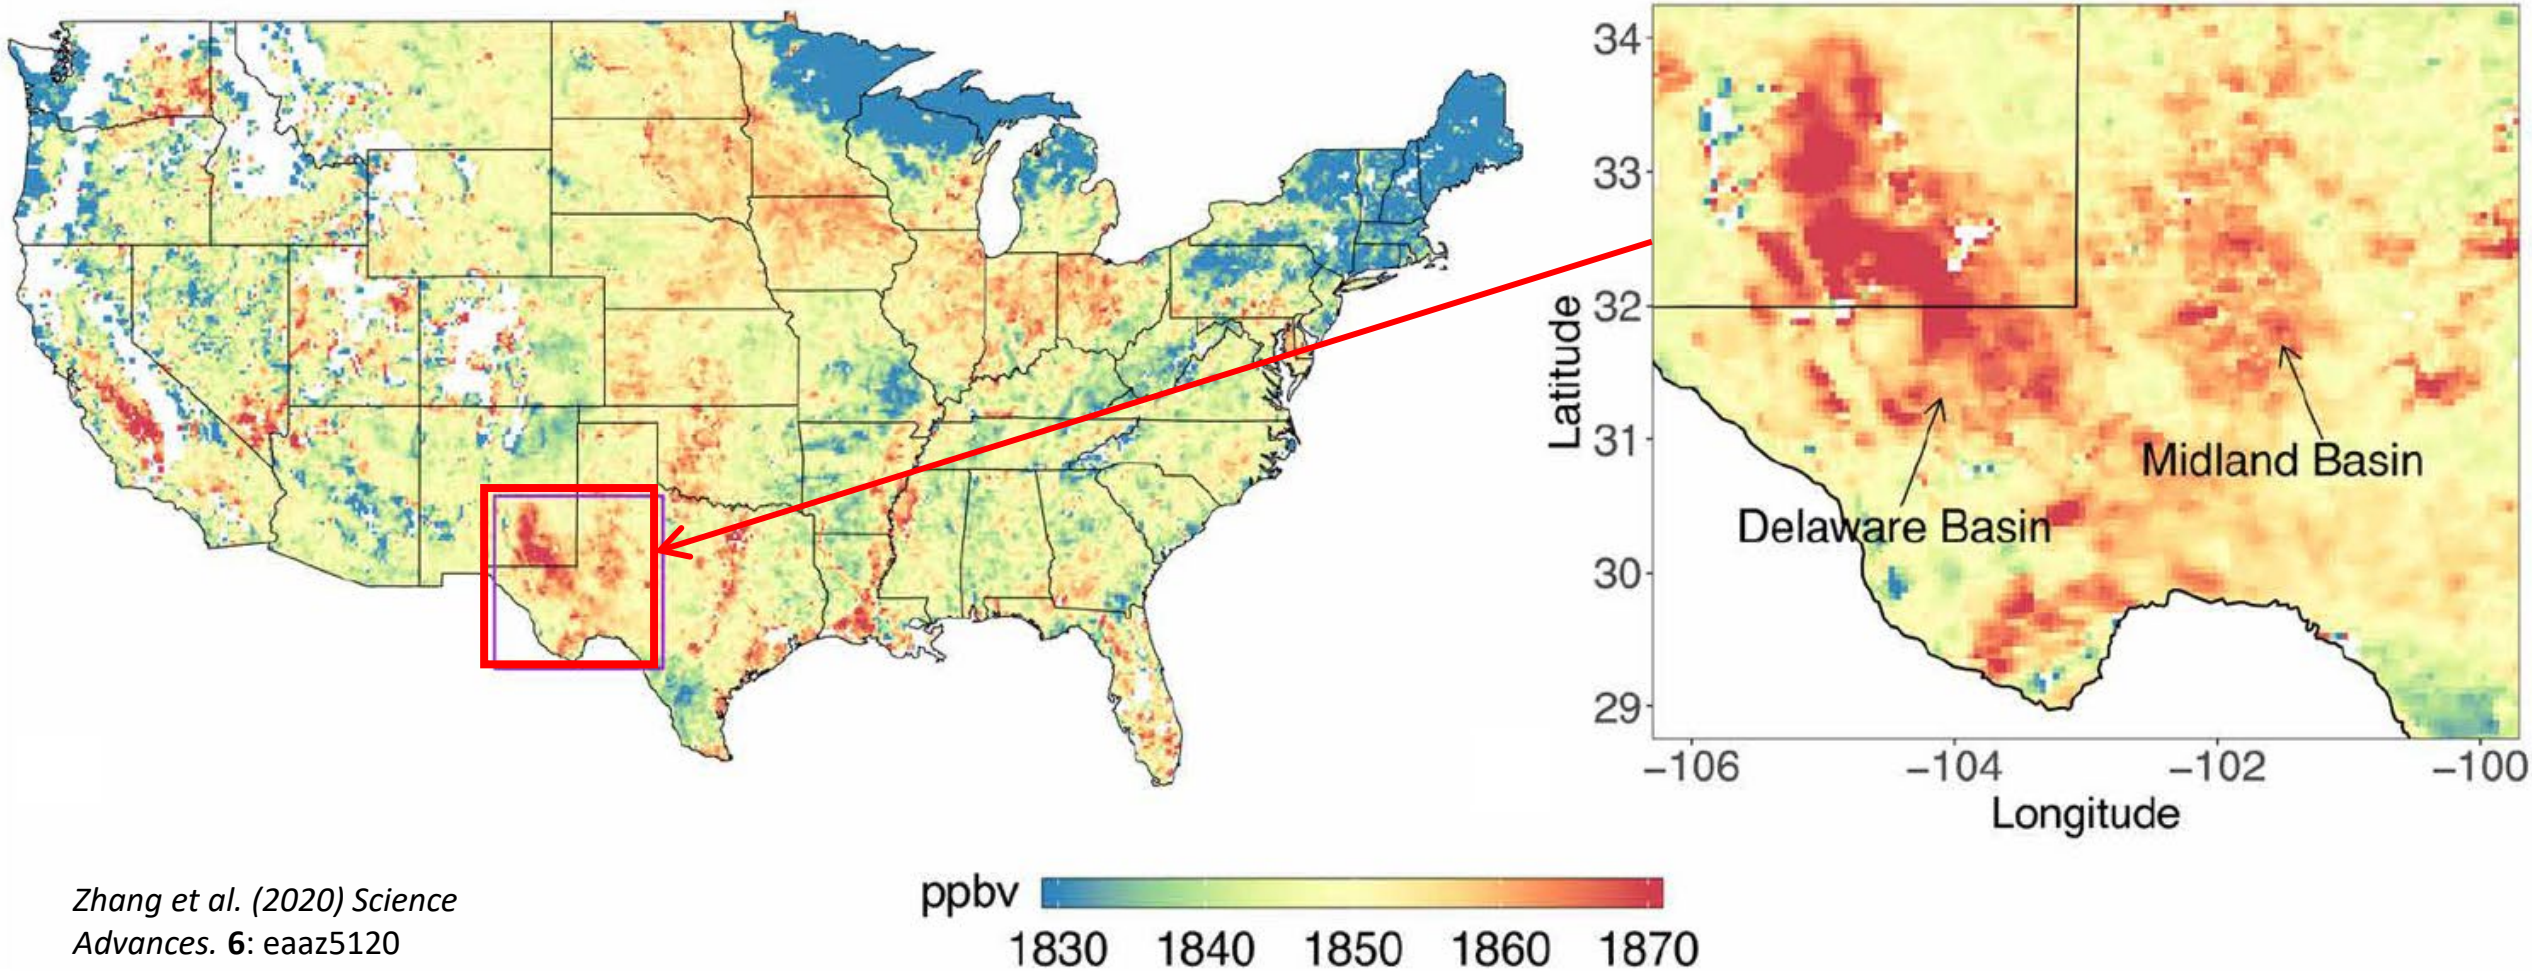 34
33
32
31
30
29
Latitude
Delaware Basin
Midland Basin
−106
−104
−102
−100
Longitude
ppbv
1830
1840
1850
1860
1870
Zhang et al. (2020) Science
Advances. 6: eaaz5120